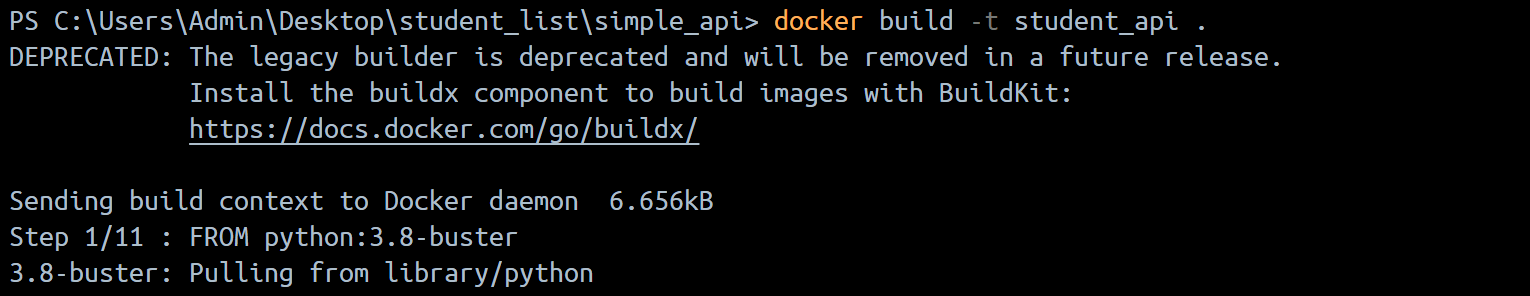 PS C:\Users\Admin\Desktop\student_list\simple_api> docker build -t student_api .
DEPRECATED: The legacy builder is deprecated and will be removed in a future release.
            Install the buildx component to build images with BuildKit:
            https://docs.docker.com/go/buildx/

Sending build context to Docker daemon  6.656kB
Step 1/11 : FROM python:3.8-buster
3.8-buster: Pulling from library/python